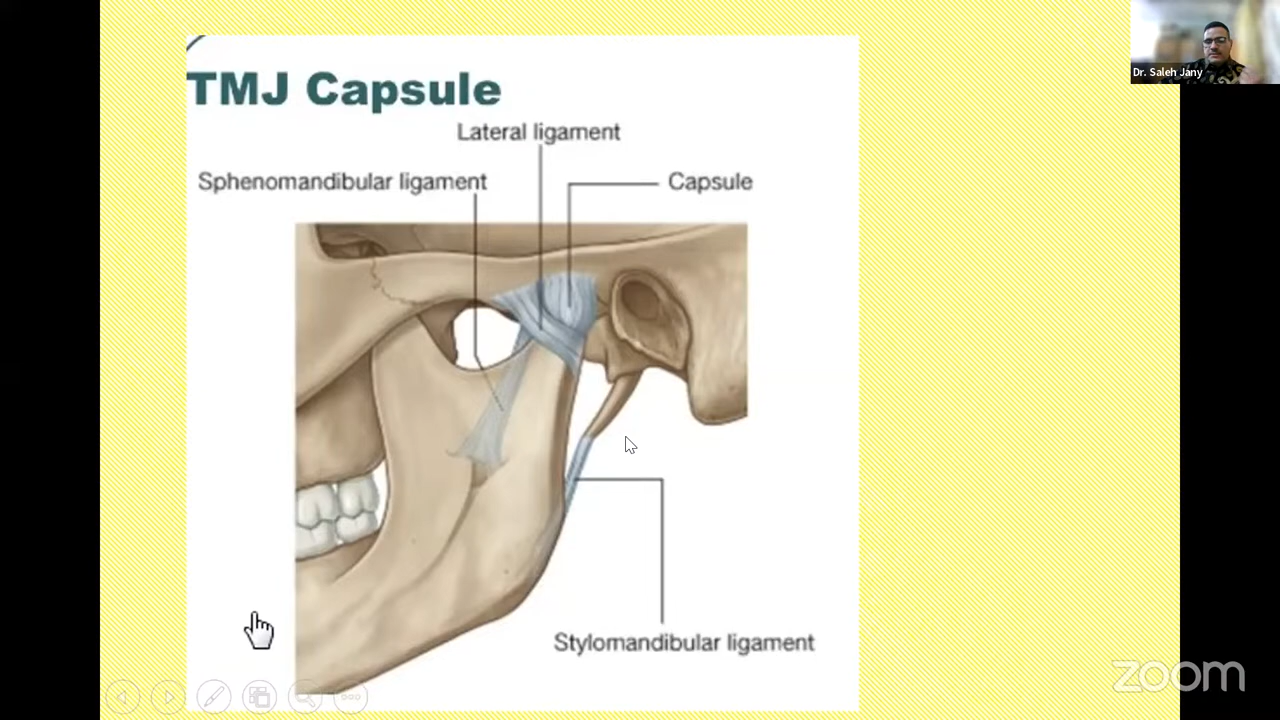 Dr. Saleh Jany
TMJ Capsule
Lateral ligament
Sphenomandibular ligament
Capsule
Stylomandibular ligament
zoom